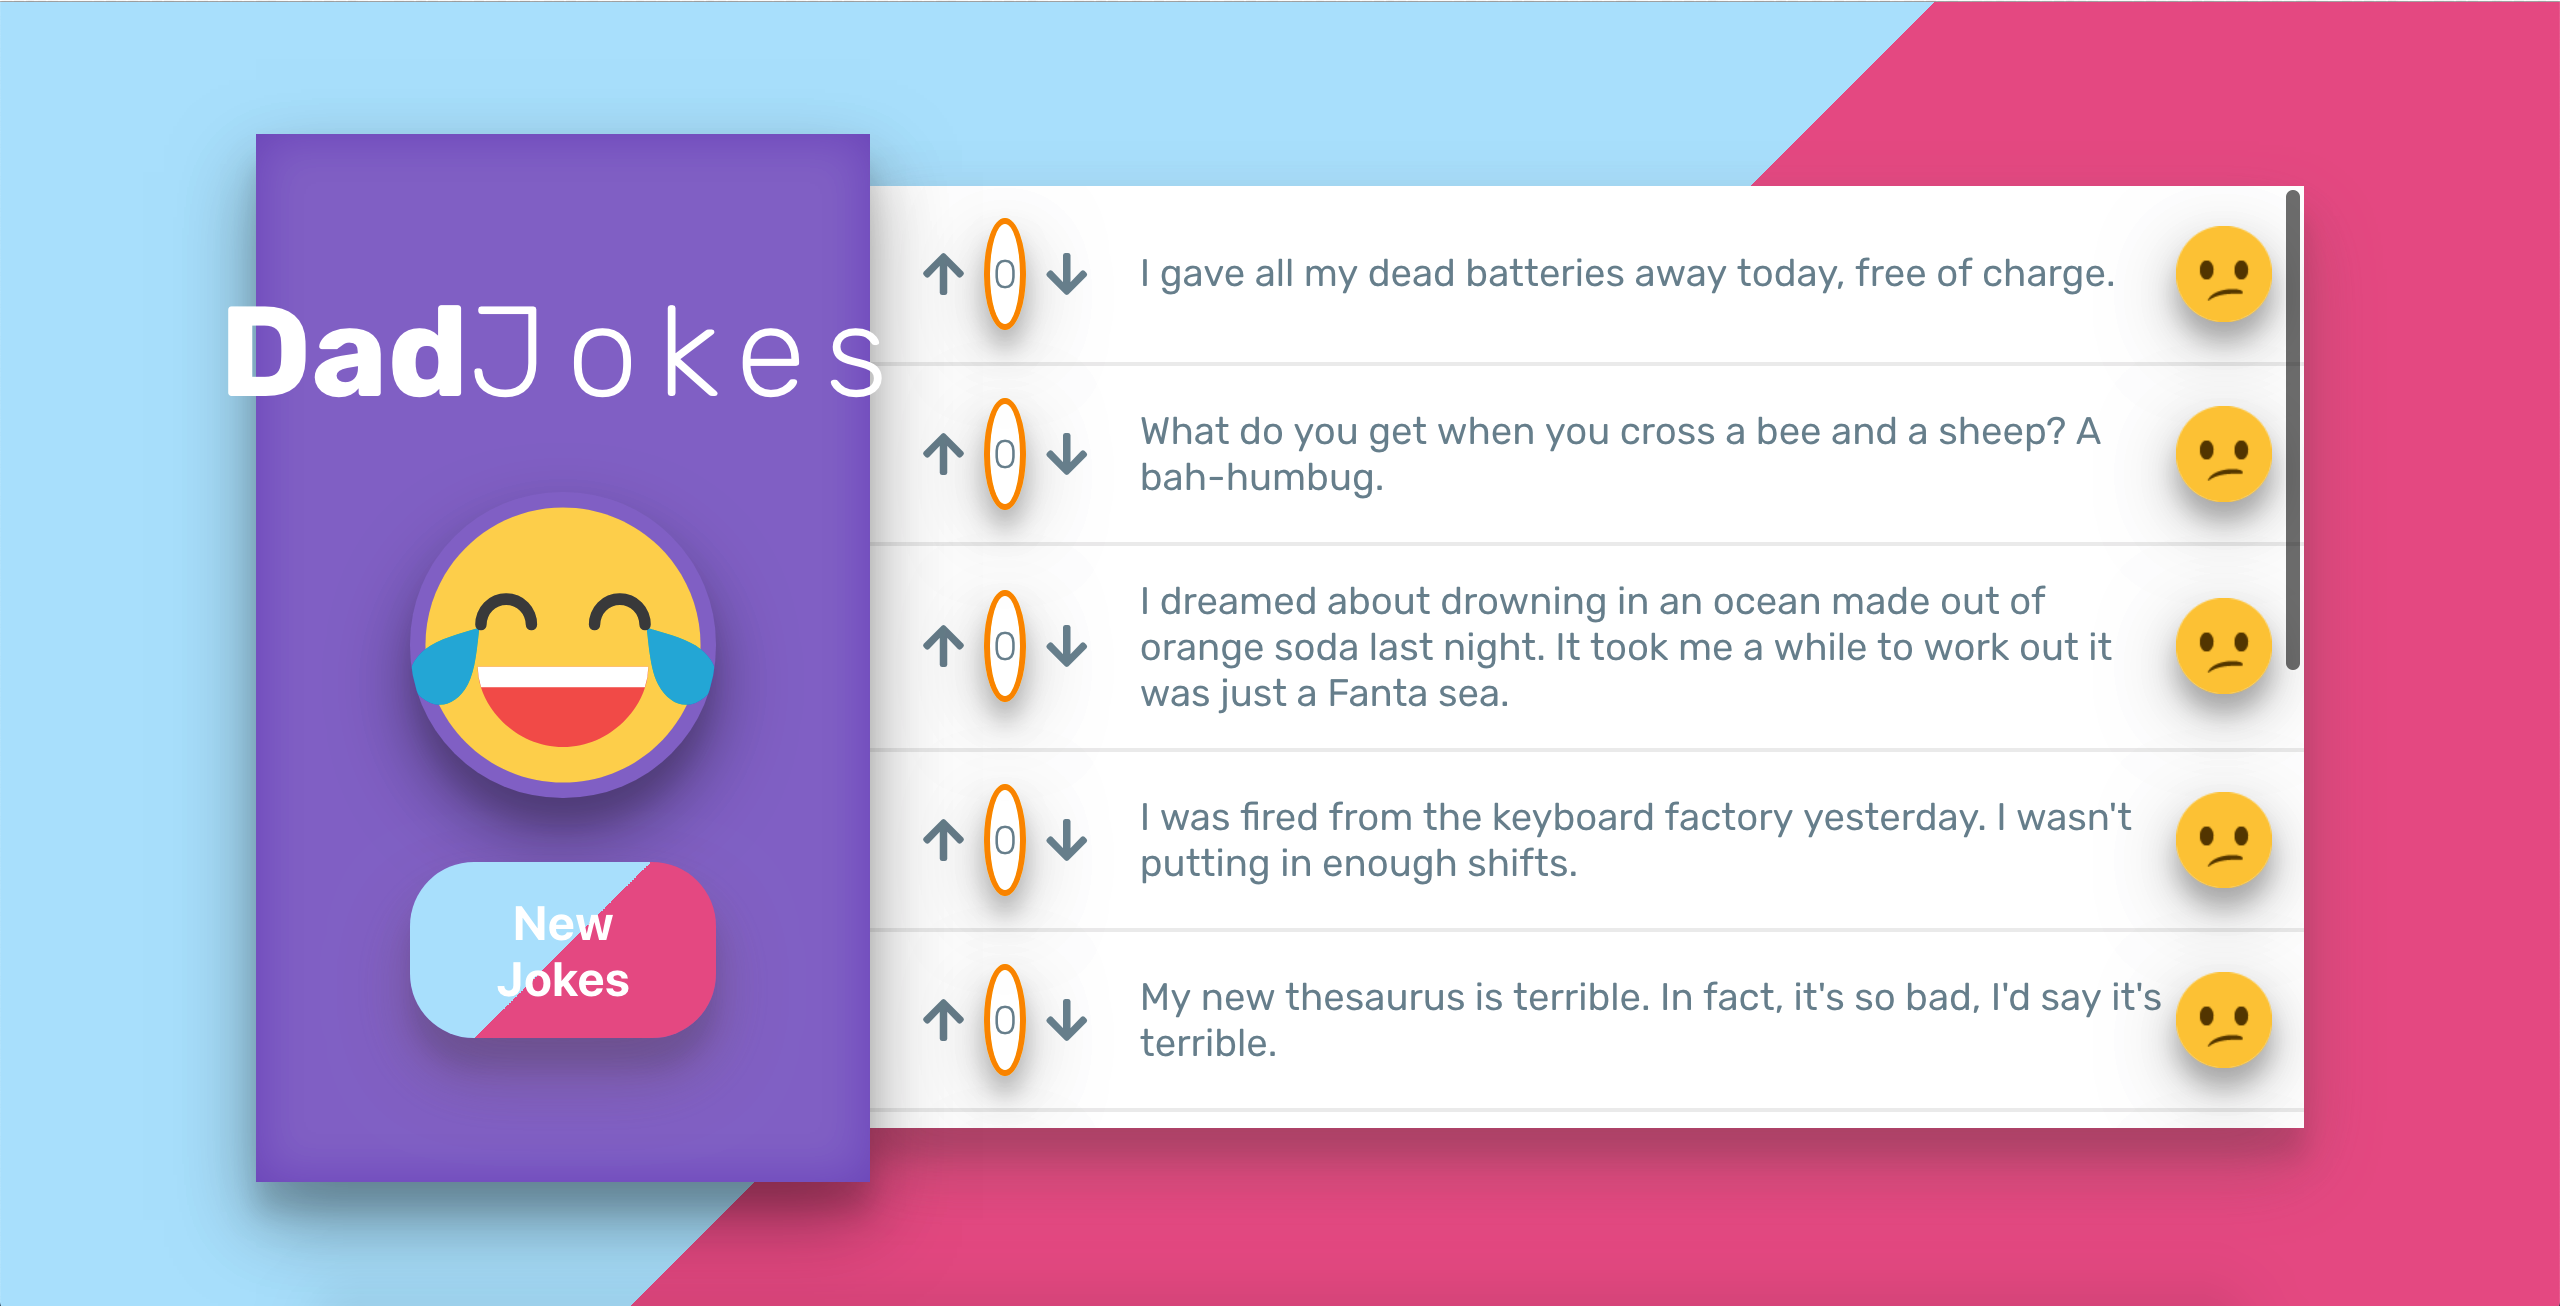 DadJokes
New
Jokes
0
I gave all my dead batteries away today, free of charge.
0
What do you get when you cross a bee and a sheep? A
bah-humbug.
0
I dreamed about drowning in an ocean made out of
orange soda last night. It took me a while to work out it
was just a Fanta sea.
0
I was fired from the keyboard factory yesterday. I wasn't
putting in enough shifts.
0
My new thesaurus is terrible. In fact, it's so bad, I'd say it's
terrible.